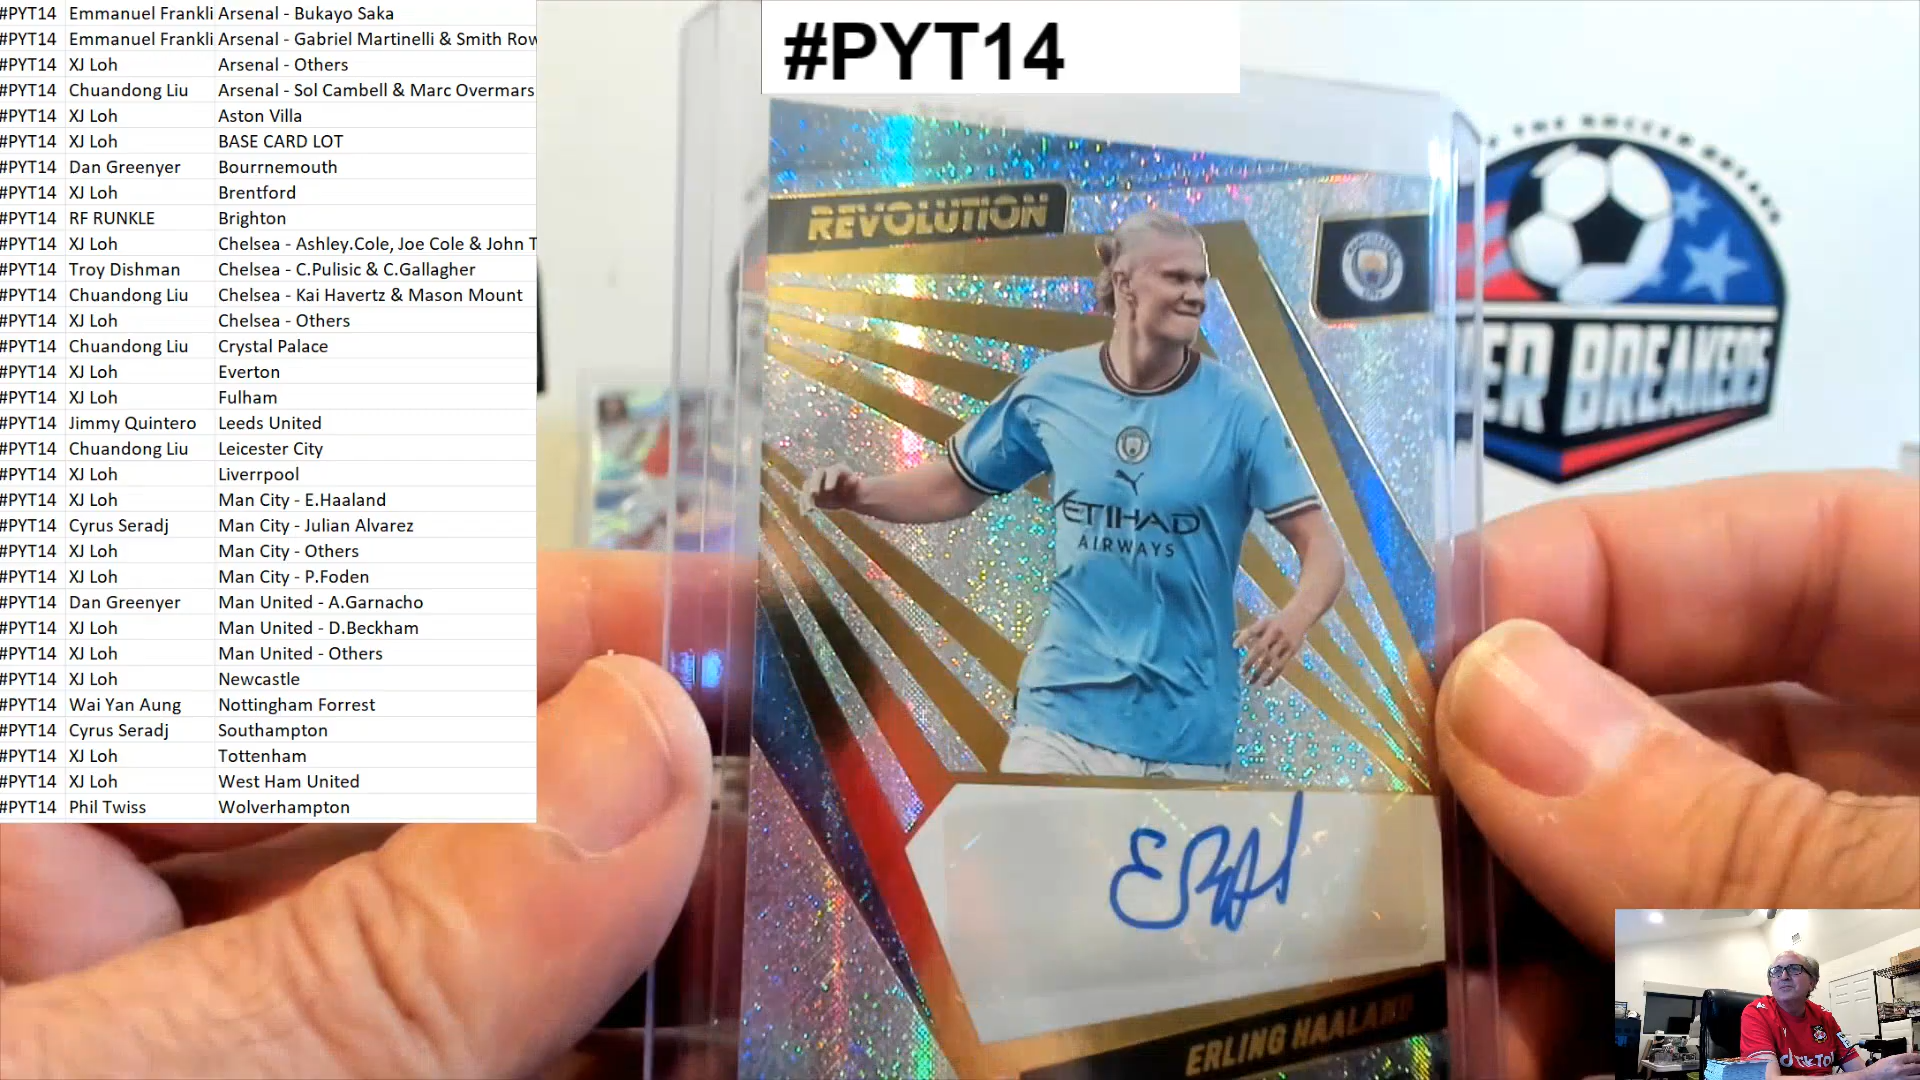 #PYT14 Emmanuel Frankli Arsenal - Bukayo Saka
#PYT14 Emmanuel Frankli Arsenal - Gabriel Martinelli & Smith Row
#PYT14 XJ Loh Arsenal - Others
#PYT14 Chuandong Liu Arsenal - Sol Cambell & Marc Overmars
#PYT14 XJ Loh Aston Villa
#PYT14 XJ Loh BASE CARD LOT
#PYT14 Dan Greenyer Bourrnemouth
#PYT14 XJ Loh Brentford
#PYT14 RF RUNKLE Brighton
#PYT14 XJ Loh Chelsea - Ashley.Cole, Joe Cole & John T
#PYT14 Troy Dishman Chelsea - C.Pulisic & C.Gallagher
#PYT14 Chuandong Liu Chelsea - Kai Havertz & Mason Mount
#PYT14 XJ Loh Chelsea - Others
#PYT14 Chuandong Liu Crystal Palace
#PYT14 XJ Loh Everton
#PYT14 XJ Loh Fulham
#PYT14 Jimmy Quintero Leeds United
#PYT14 Chuandong Liu Leicester City
#PYT14 XJ Loh Liverrpool
#PYT14 XJ Loh Man City - E.Haaland
#PYT14 Cyrus Seradj Man City - Julian Alvarez
#PYT14 XJ Loh Man City - Others
#PYT14 XJ Loh Man City - P.Foden
#PYT14 Dan Greenyer Man United - A.Garnacho
#PYT14 XJ Loh Man United - D.Beckham
#PYT14 XJ Loh Man United - Others
#PYT14 XJ Loh Newcastle
#PYT14 Wai Yan Aung Nottingham Forrest
#PYT14 Cyrus Seradj Southampton
#PYT14 XJ Loh Tottenham
#PYT14 XJ Loh West Ham United
#PYT14 Phil Twiss Wolverhampton
#PYT14
REVOLUTION
ETIHAD
AIRWAYS
ERLING HAALAND
THE SOCCER BREAKERS
ER BREAKERS